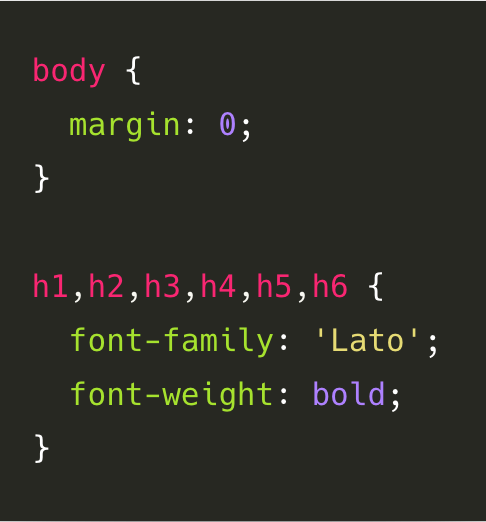 body {
  margin: 0;
}

h1,h2,h3,h4,h5,h6 {
  font-family: 'Lato';
  font-weight: bold;
}